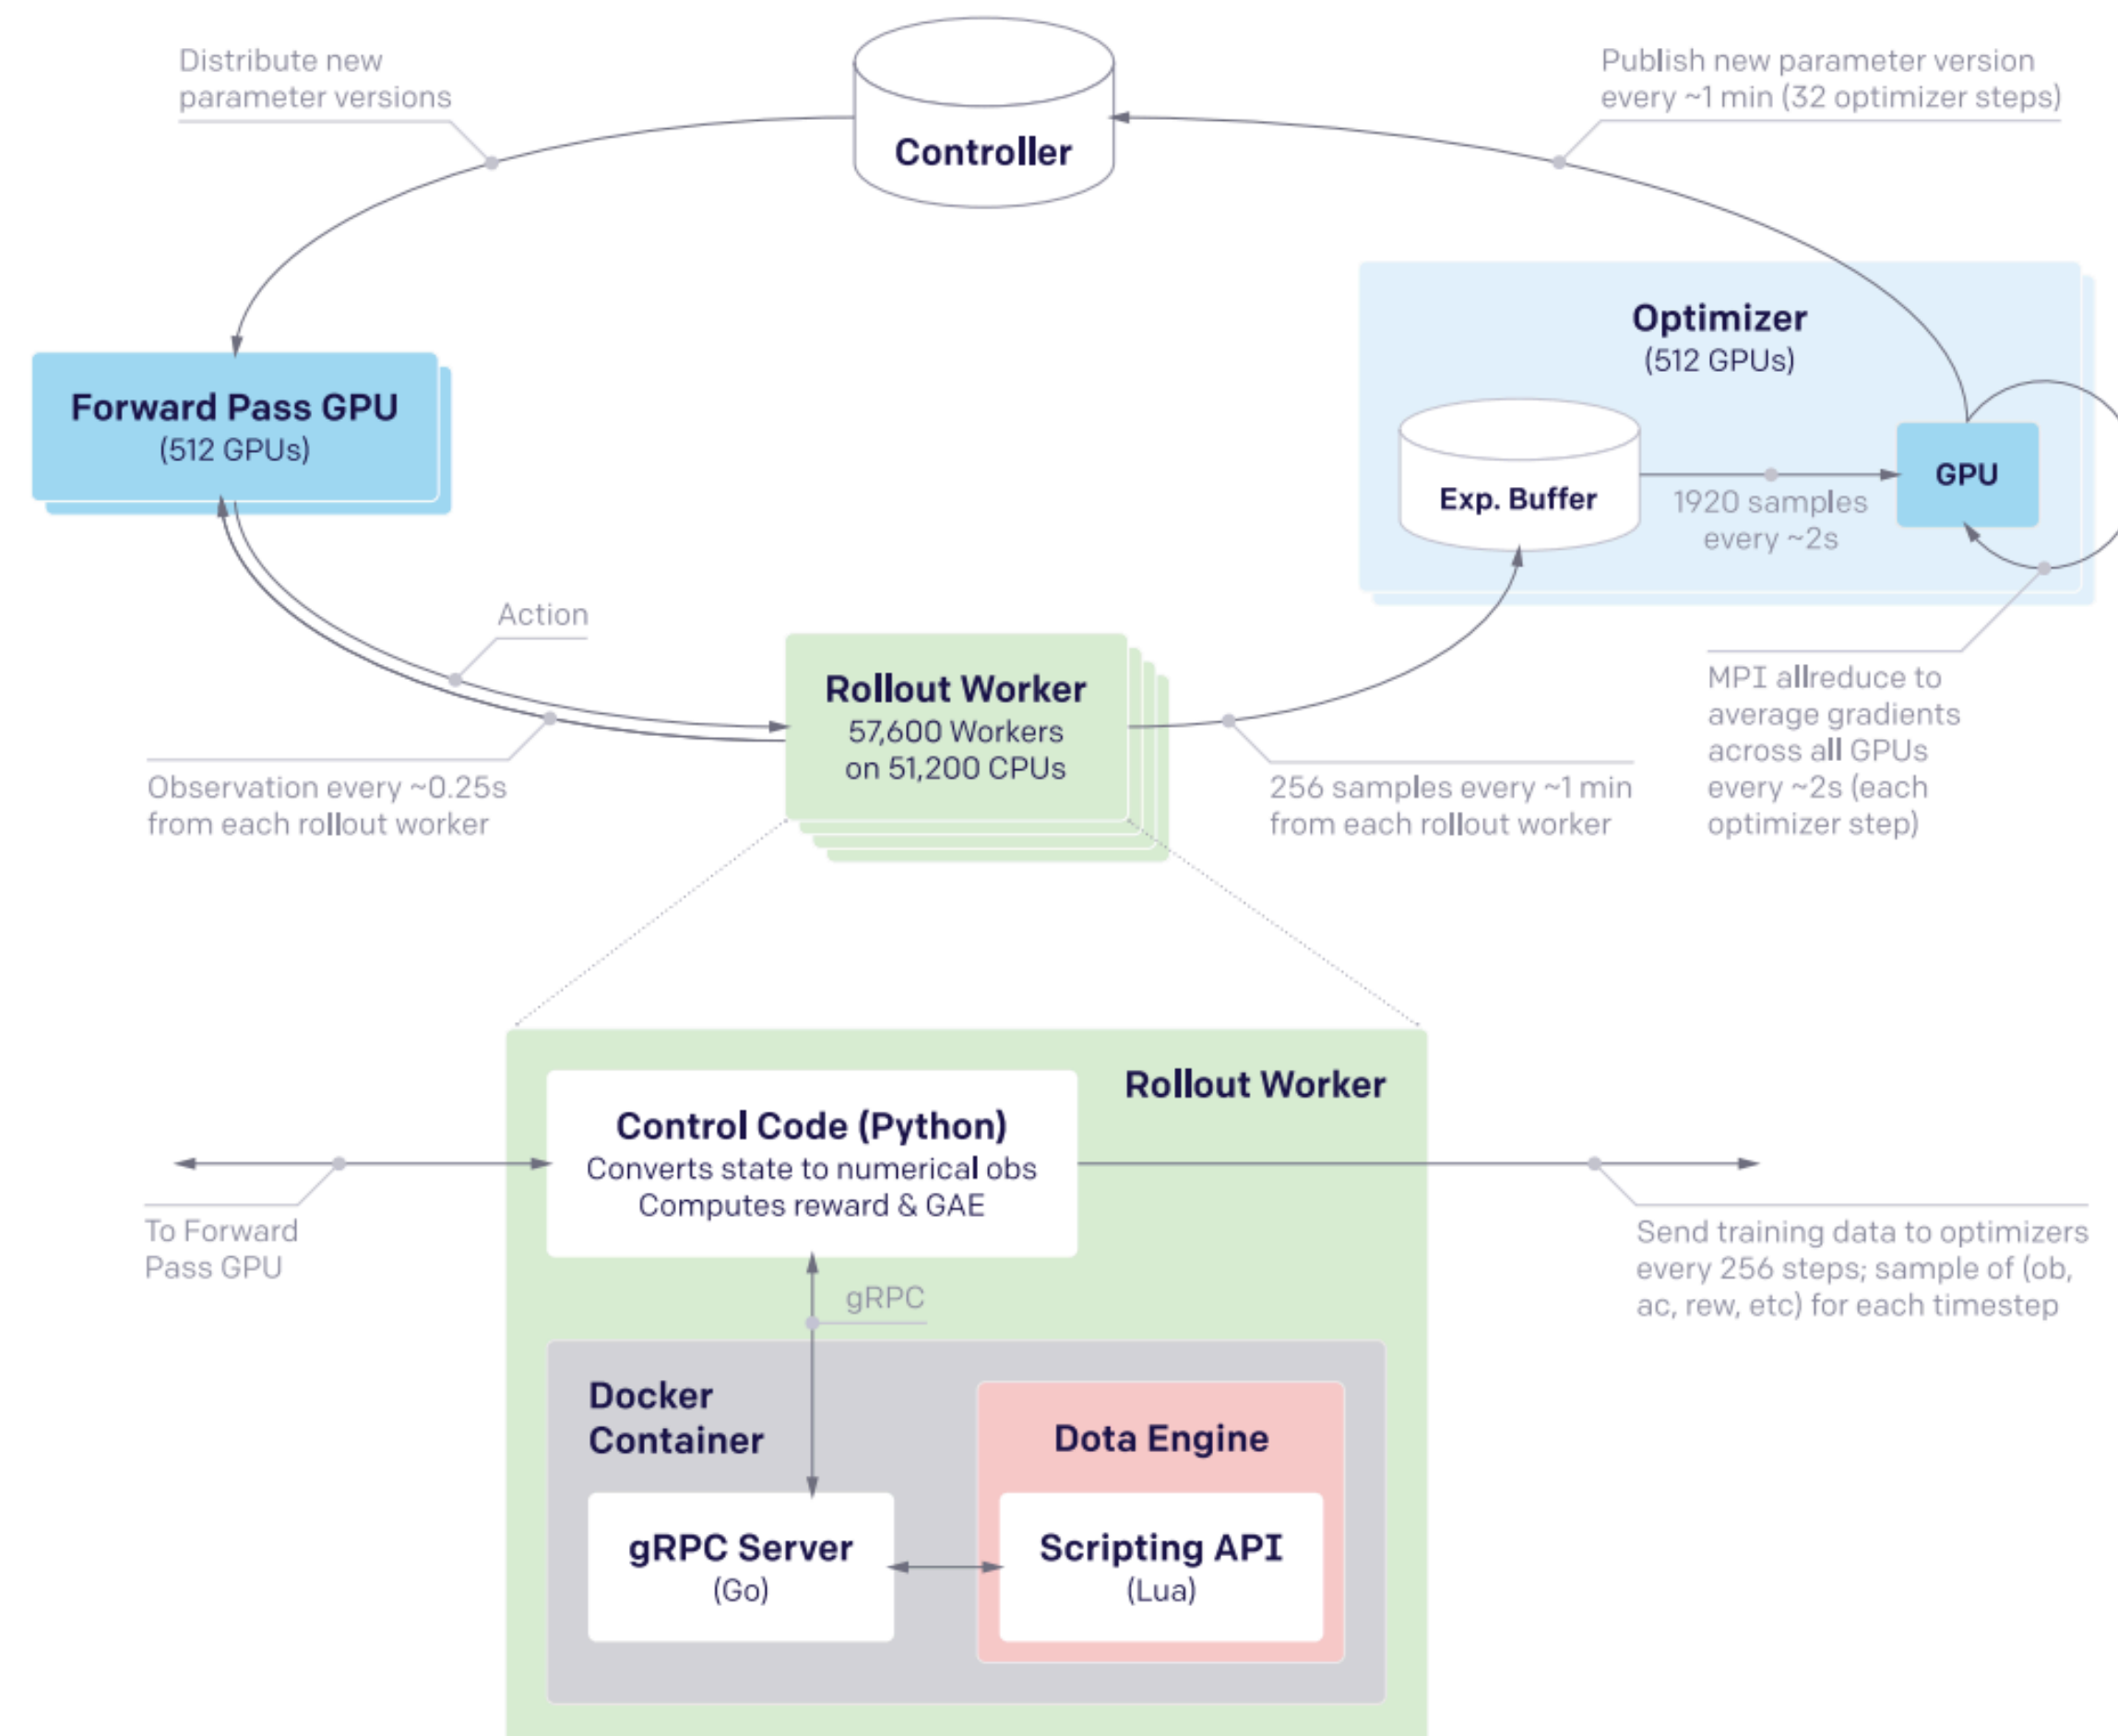 Distribute new
parameter versions
Controller
Publish new parameter version
every ~1 min (32 optimizer steps)
Forward Pass GPU
(512 GPUs)
Optimizer
(512 GPUs)
Exp. Buffer
1920 samples
every ~2s
GPU
Action
Observation every ~0.25s
from each rollout worker
Rollout Worker
57,600 Workers
on 51,200 CPUs
256 samples every ~1 min
from each rollout worker
MPI allreduce to
average gradients
across all GPUs
every ~2s (each
optimizer step)
Rollout Worker
Control Code (Python)
Converts state to numerical obs
Computes reward & GAE
To Forward
Pass GPU
Send training data to optimizers
every 256 steps; sample of (ob,
ac, rew, etc) for each timestep
gRPC
Docker
Container
Dota Engine
gRPC Server
(Go)
Scripting API
(Lua)